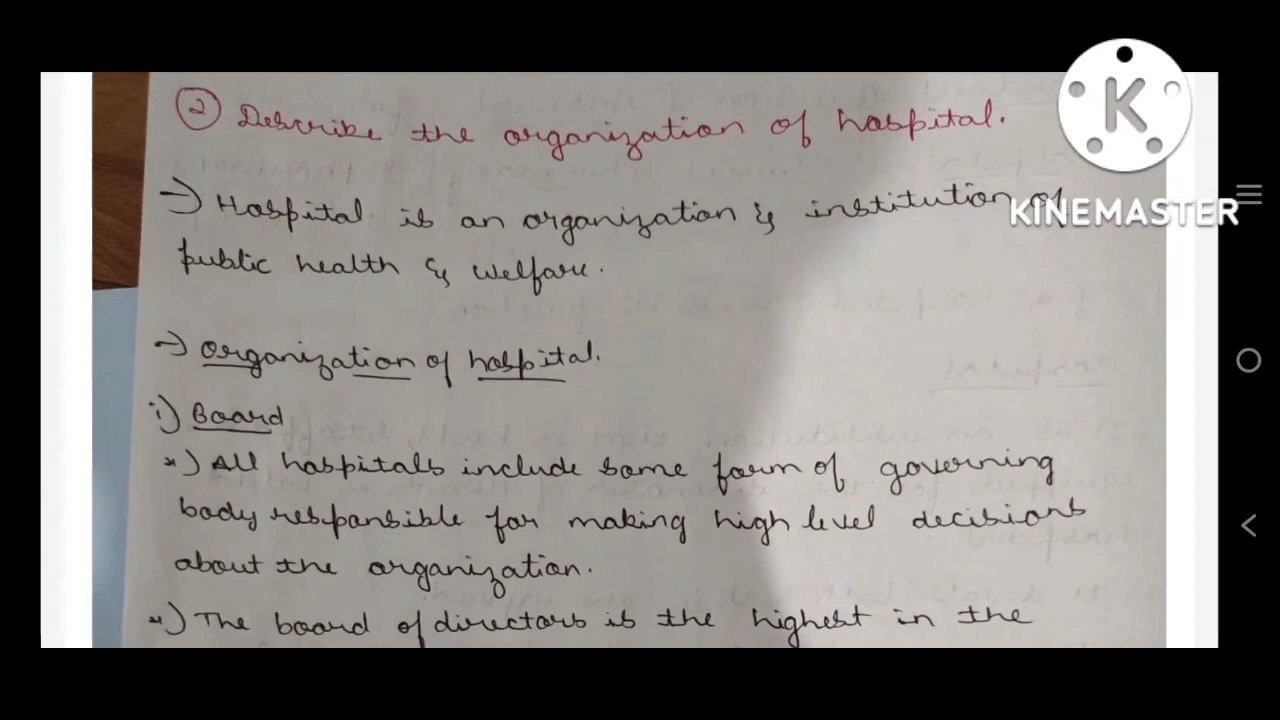 ② Describe the organization of hospital.
→ Hospital is an organization & institution of
public health & welfare.
→ Organization of hospital.
i) Board
*) All hospitals include some form of governing
body responsible for making high level decisions
about the organization.
*) The board of directors is the highest in the
K
KINEMASTER